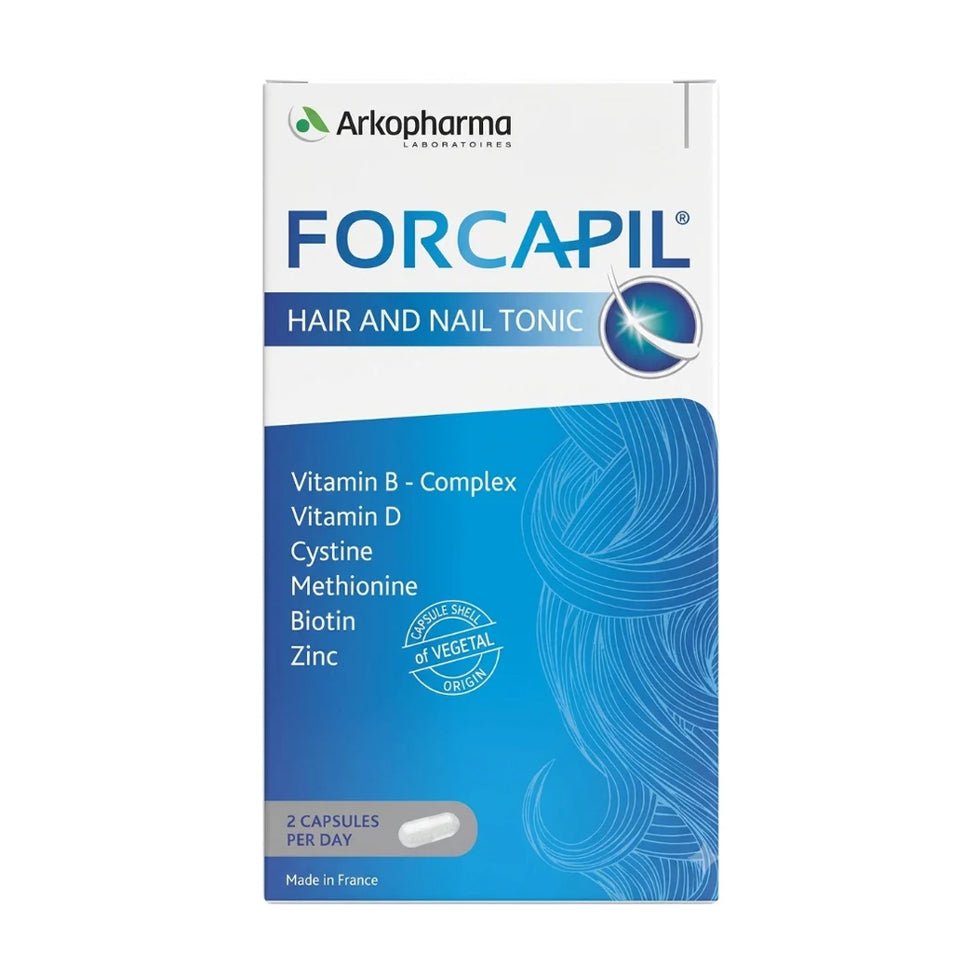 Arkopharma
LABORATOIRES
FORCAPIL®
HAIR AND NAIL TONIC
Vitamin B - Complex
Vitamin D
Cystine
Methionine
Biotin
Zinc
CAPSULE SHELL
of VEGETAL
ORIGIN
2 CAPSULES
PER DAY
Made in France